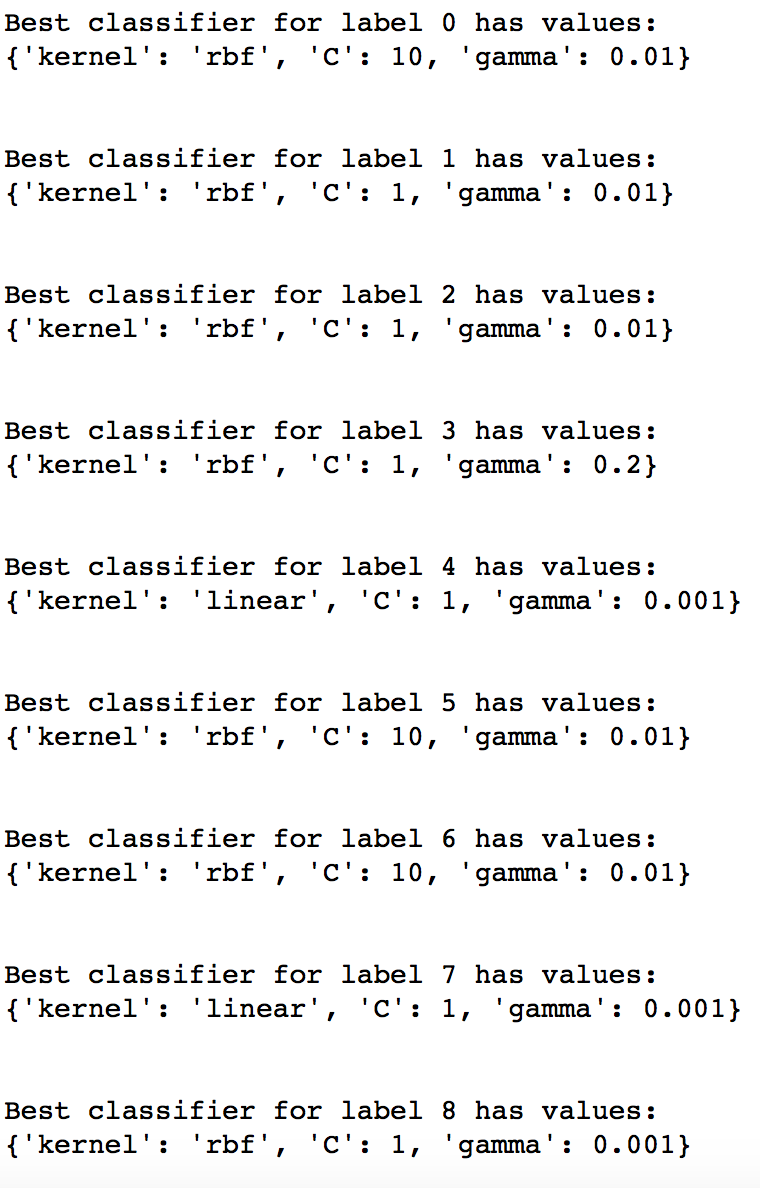 Best classifier for label 0 has values:
{'kernel': 'rbf', 'C': 10, 'gamma': 0.01}
Best classifier for label 1 has values:
{'kernel': 'rbf', 'C': 1, 'gamma': 0.01}
Best classifier for label 2 has values:
{'kernel': 'rbf', 'C': 1, 'gamma': 0.01}
Best classifier for label 3 has values:
{'kernel': 'rbf', 'C': 1, 'gamma': 0.2}
Best classifier for label 4 has values:
{'kernel': 'linear', 'C': 1, 'gamma': 0.001}
Best classifier for label 5 has values:
{'kernel': 'rbf', 'C': 10, 'gamma': 0.01}
Best classifier for label 6 has values:
{'kernel': 'rbf', 'C': 10, 'gamma': 0.01}
Best classifier for label 7 has values:
{'kernel': 'linear', 'C': 1, 'gamma': 0.001}
Best classifier for label 8 has values:
{'kernel': 'rbf', 'C': 1, 'gamma': 0.001}